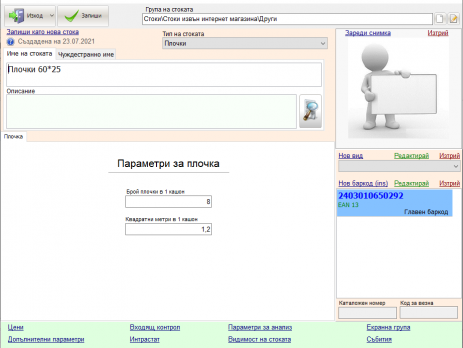 Изход
Запиши
Група на стоката
Стоки\Стоки извън интернет магазина\Други
Запиши като нова стока
Създадена на 23.07.2021
Тип на стоката
Плочки
Зареди снимка
Изтрий
Име на стоката
Чуждестранно име
Плочки 60*25
Описание
Плочка
Параметри за плочка
Брой плочки в 1 кашон
8
Квадратни метри в 1 кашон
1,2
Нов вид
Редактирай
Изтрий
Нов баркод (ins)
Редактирай
Изтрий
2403010650292
EAN 13
Главен баркод
Каталожен номер
Код за везна
Цени
Входящ контрол
Параметри за анализ
Екранна група
Допълнителни параметри
Интрастат
Видимост на стоката
Събития